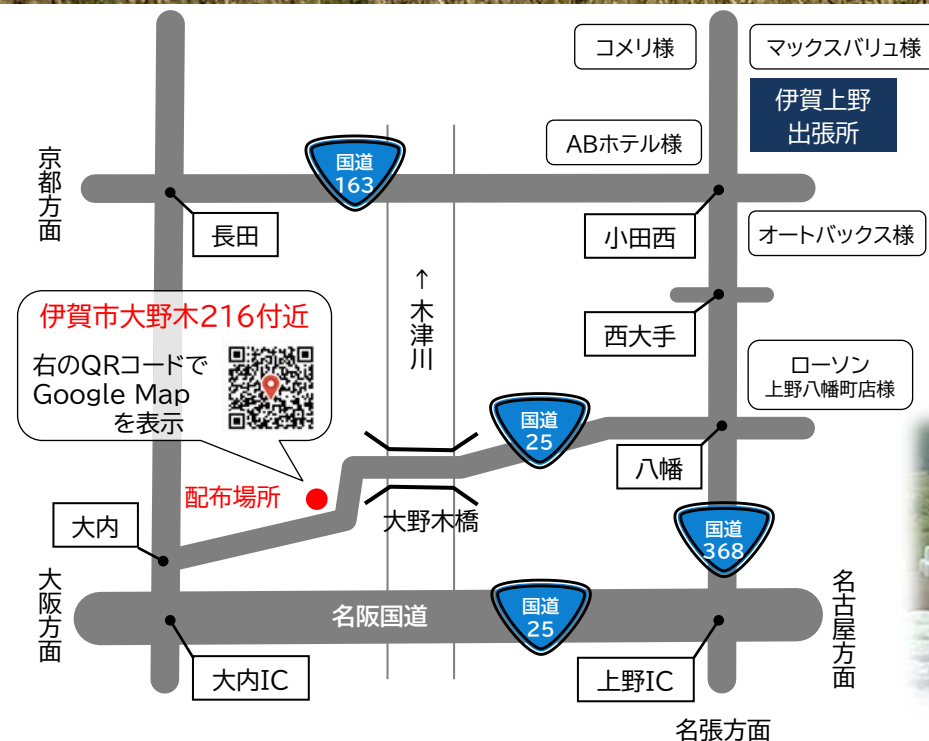 コメリ様
マックスバリュ様
伊賀上野
出張所
ABホテル様
国道
163
京都方面
長田
小田西
オートバックス様
↑木津川
西大手
伊賀市大野木216付近
右のQRコードで
Google Map
を表示
ローソン
上野八幡町店様
国道
25
八幡
配布場所
大野木橋
大内
国道
368
大阪方面
名阪国道
国道
25
名古屋方面
大内IC
上野IC
名張方面